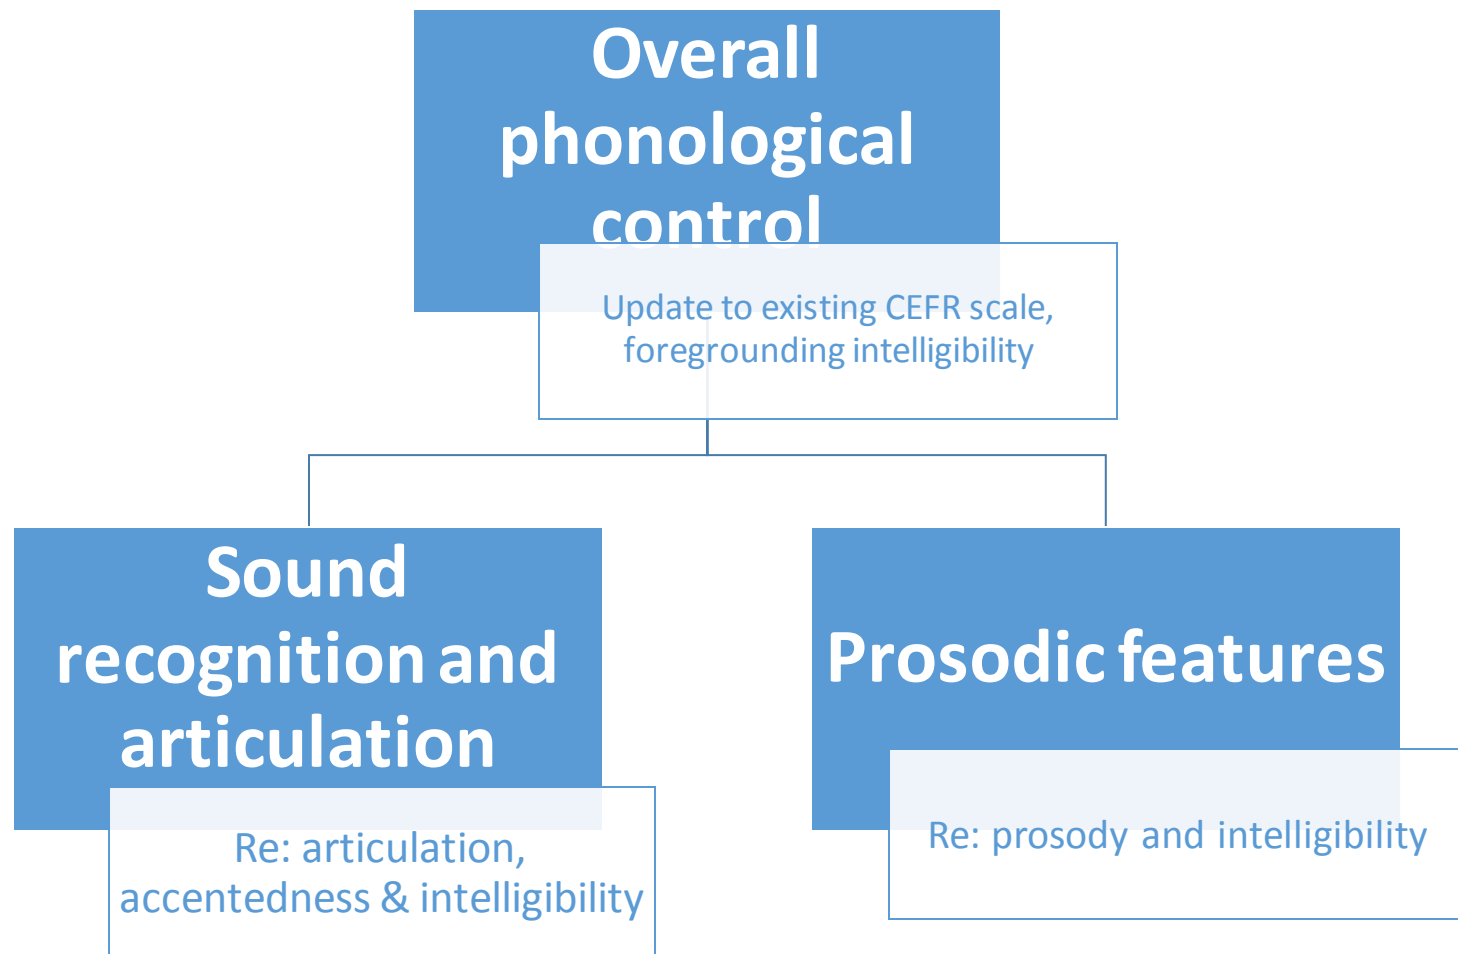 Overall
phonological
control
Update to existing CEFR scale,
foregrounding intelligibility
Sound
recognition and
articulation
Re: articulation,
accentedness & intelligibility
Prosodic features
Re: prosody and intelligibility